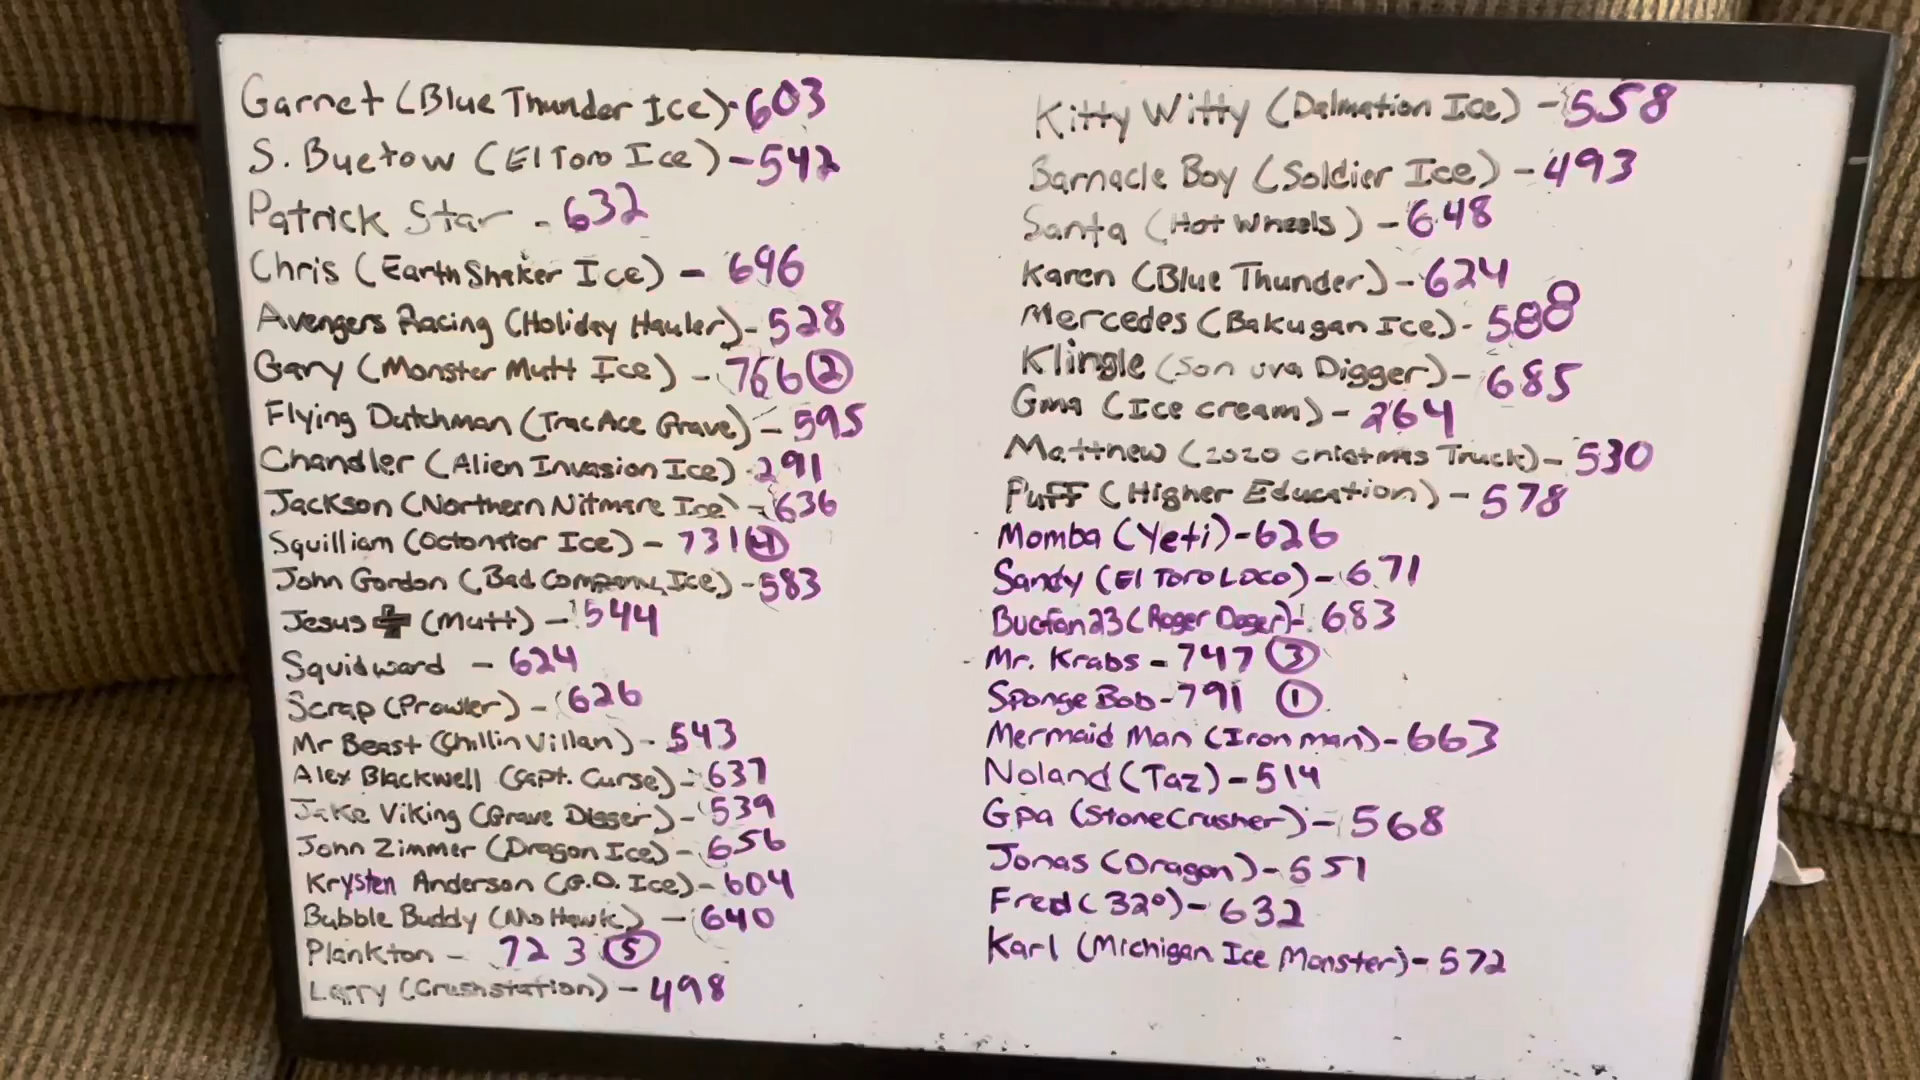 Garnet (Blue Thunder Ice)-603
S. Buetow (El Toro Ice) - 542
Patrick Star - 632
Chris (Earth Shaker Ice) - 696
Avengers Racing (Holiday Hauler) - 528
Gary (Monster Mutt Ice) - 766 ②
Flying Dutchman (TracAce Grave) - 595
Chandler (Alien Invasion Ice) - 291
Jackson (Northern Nitmare Ice) - 636
Squilliam (Octonator Ice) - 731 ④
John Gordon (Bad Company Ice) - 583
Jesus ✚ (Mutt) - 544
Squidward - 624
Scrap (Prowler) - 626
Mr Beast (Chillin Villan) - 543
Alex Blackwell (Capt. Curse) - 637
Jake Viking (Grave Digger) - 539
John Zimmer (Dragon Ice) - 656
Krysten Anderson (G.D. Ice) - 604
Bubble Buddy (Mo Hawk) - 640
Plankton - 723 ⑤
Larry (Crushstation) - 498
Kitty Witty (Dalmation Ice) - 558
Barnacle Boy (Soldier Ice) - 493
Santa (Hot Wheels) - 648
Karen (Blue Thunder) - 624
Mercedes (Bakugan Ice) - 588
Klingle (Son uva Digger) - 685
Gma (Ice cream) - 264
Matthew (2020 Christmas Truck) - 530
Puff (Higher Education) - 578
Momba (Yeti) - 626
Sandy (El Toro Loco) - 671
Bucfan23 (Roger Doger) - 683
Mr. Krabs - 747 ③
SpongeBob - 791 ①
Mermaid Man (Iron man) - 663
Noland (Taz) - 514
Gpa (StoneCrusher) - 568
Jonas (Dragon) - 551
Fred (32°) - 632
Karl (Michigan Ice Monster) - 572